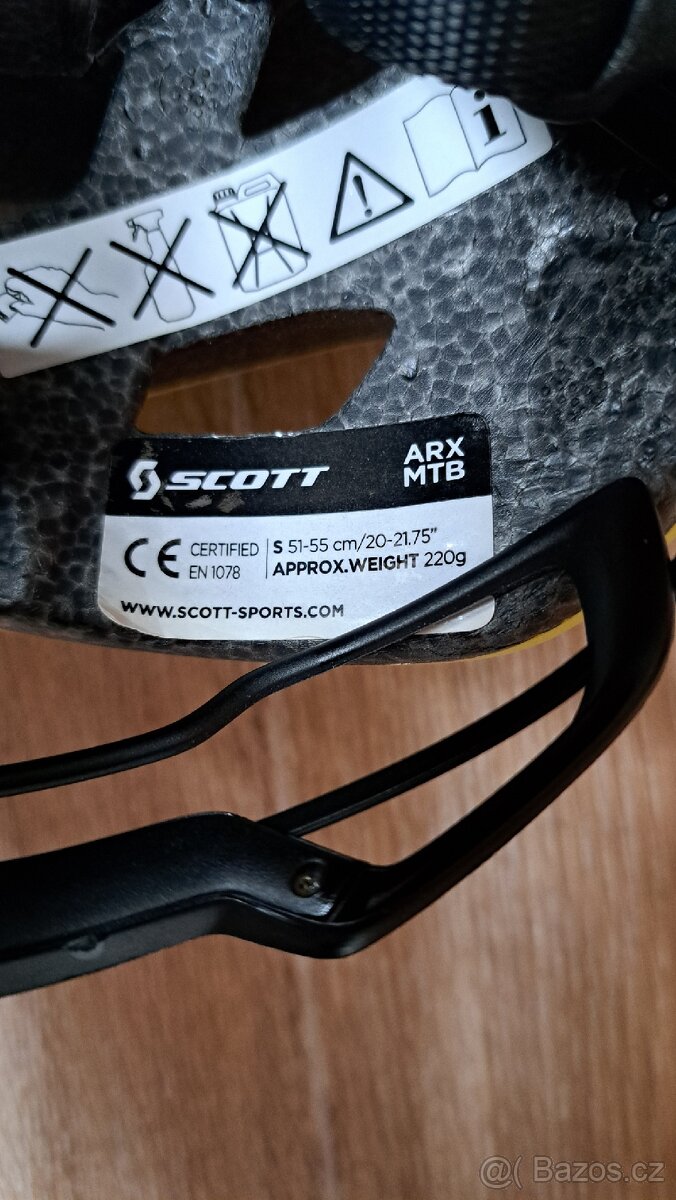 i
SCOTT
ARX
MTB
CE CERTIFIED
EN 1078
S 51-55 cm/20-21.75"
APPROX.WEIGHT 220g
WWW.SCOTT-SPORTS.COM
@( Bazoš.cz